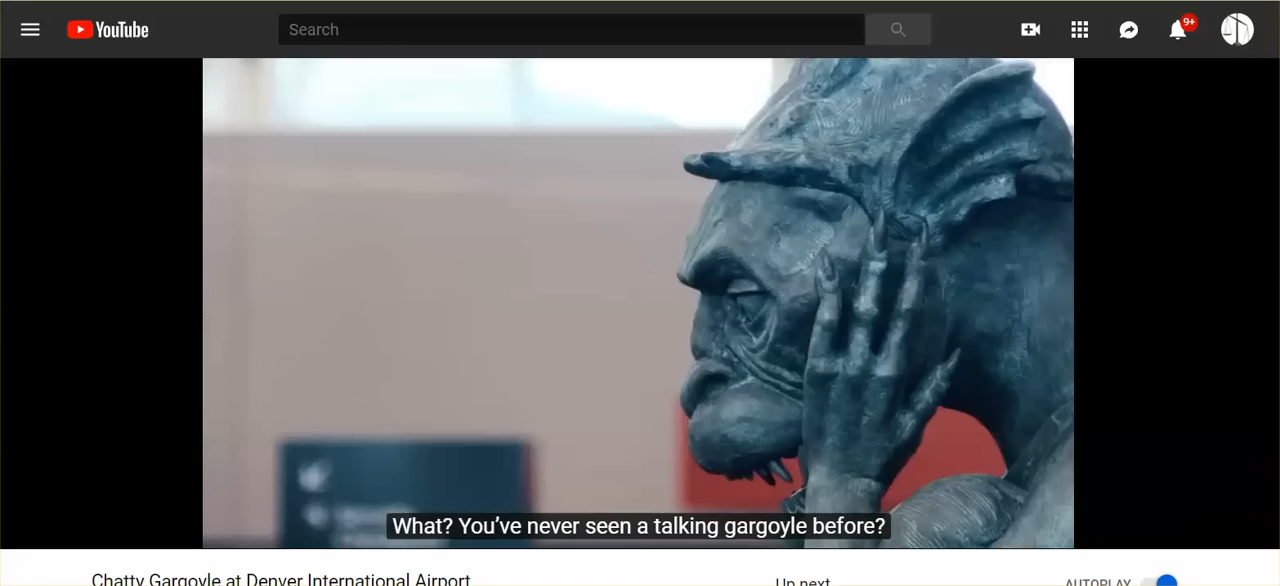 YouTube
Search
9+
What? You’ve never seen a talking gargoyle before?
Chatty Gargoyle at Denver International Airport
Up next
AUTOPLAY